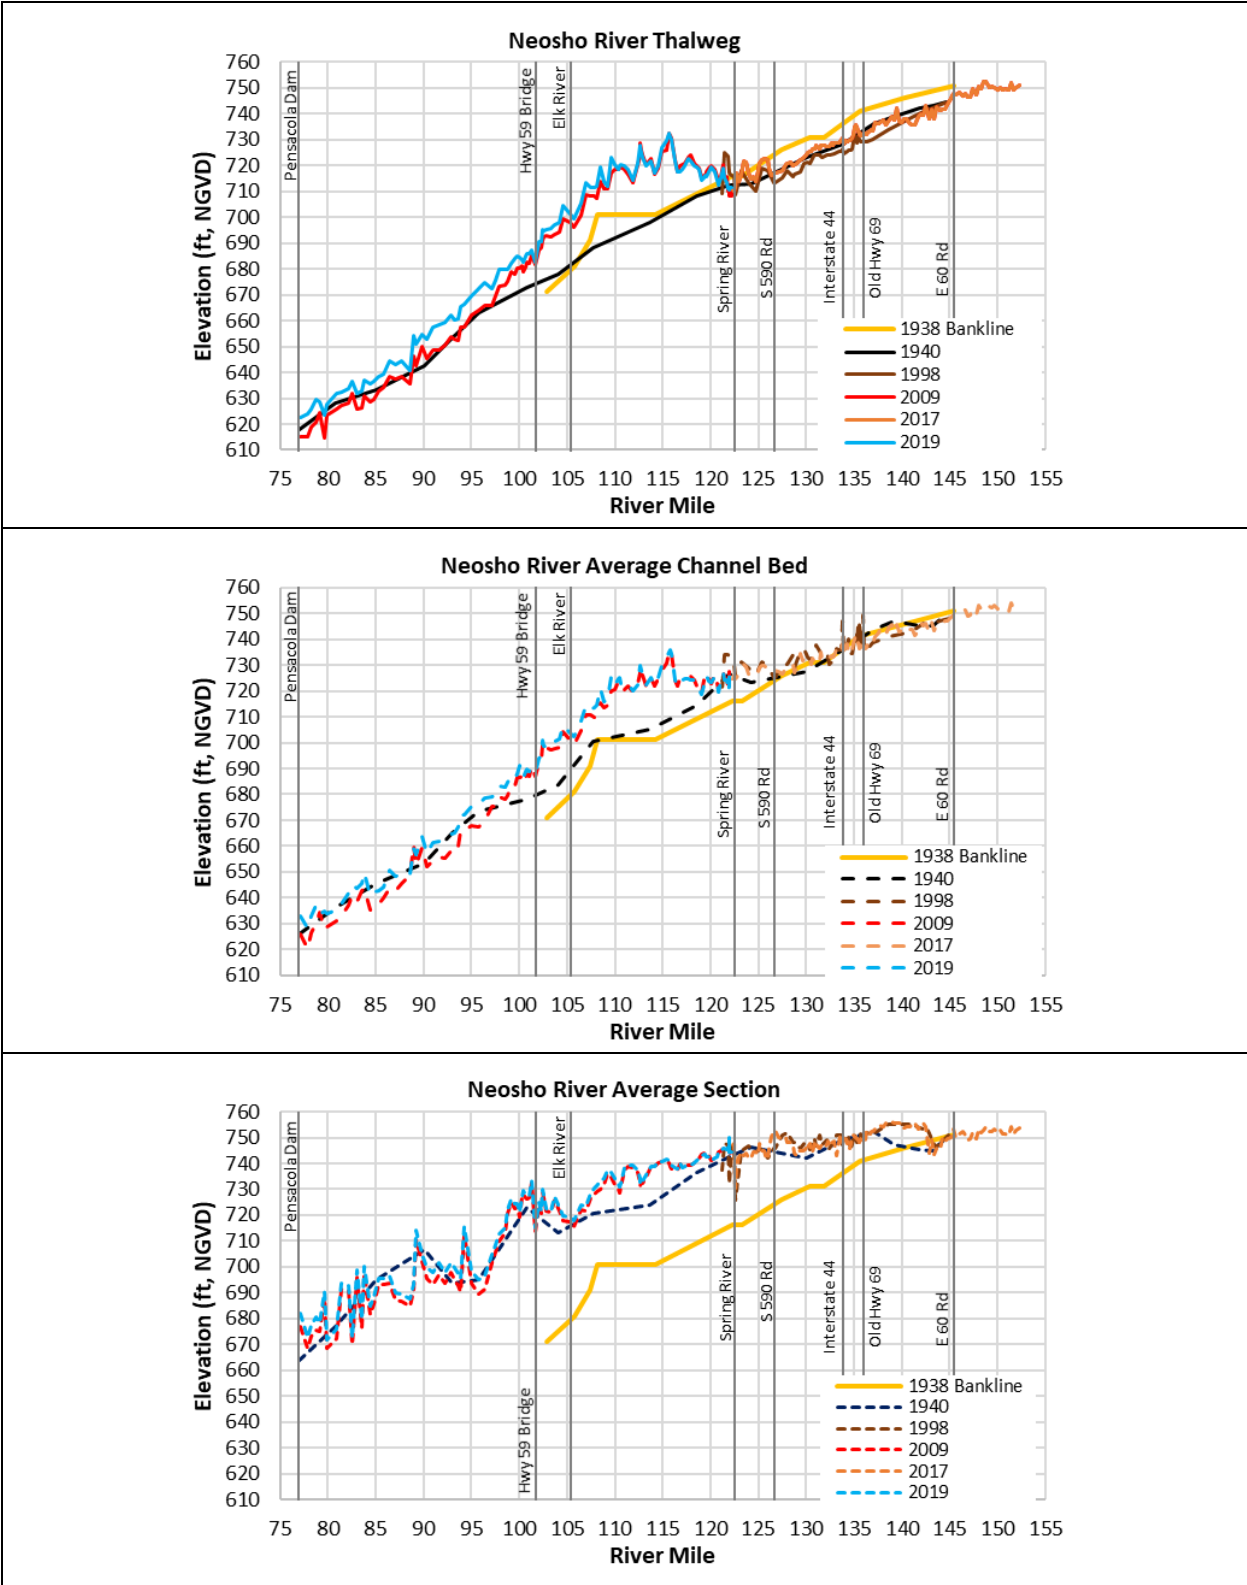 Neosho River Thalweg
760
750
740
730
720
710
700
690
680
670
660
650
640
630
620
610
Elevation (ft, NGVD)
Pensacola Dam
Hwy 59 Bridge
Elk River
Spring River
S 590 Rd
Interstate 44
Old Hwy 69
E 60 Rd
1938 Bankline
1940
1998
2009
2017
2019
75 80 85 90 95 100 105 110 115 120 125 130 135 140 145 150 155
River Mile
Neosho River Average Channel Bed
760
750
740
730
720
710
700
690
680
670
660
650
640
630
620
610
Elevation (ft, NGVD)
Pensacola Dam
Hwy 59 Bridge
Elk River
Spring River
S 590 Rd
Interstate 44
Old Hwy 69
E 60 Rd
1938 Bankline
1940
1998
2009
2017
2019
75 80 85 90 95 100 105 110 115 120 125 130 135 140 145 150 155
River Mile
Neosho River Average Section
760
750
740
730
720
710
700
690
680
670
660
650
640
630
620
610
Elevation (ft, NGVD)
Pensacola Dam
Hwy 59 Bridge
Elk River
Spring River
S 590 Rd
Interstate 44
Old Hwy 69
E 60 Rd
1938 Bankline
1940
1998
2009
2017
2019
75 80 85 90 95 100 105 110 115 120 125 130 135 140 145 150 155
River Mile